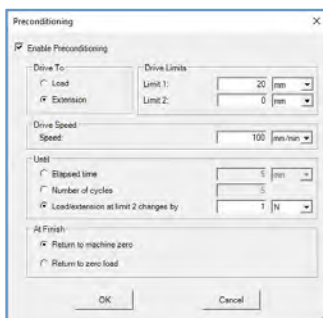 Preconditioning
Enable Preconditioning
Drive To
Load
Extension
Drive Limits
Limit 1: 20 mm
Limit 2: 0 mm
Drive Speed
Speed: 100 mm/min
Until
Elapsed time 5 min
Number of cycles 5
Load/extension at limit 2 changes by 1 N
At Finish
Return to machine zero
Return to zero load
OK Cancel